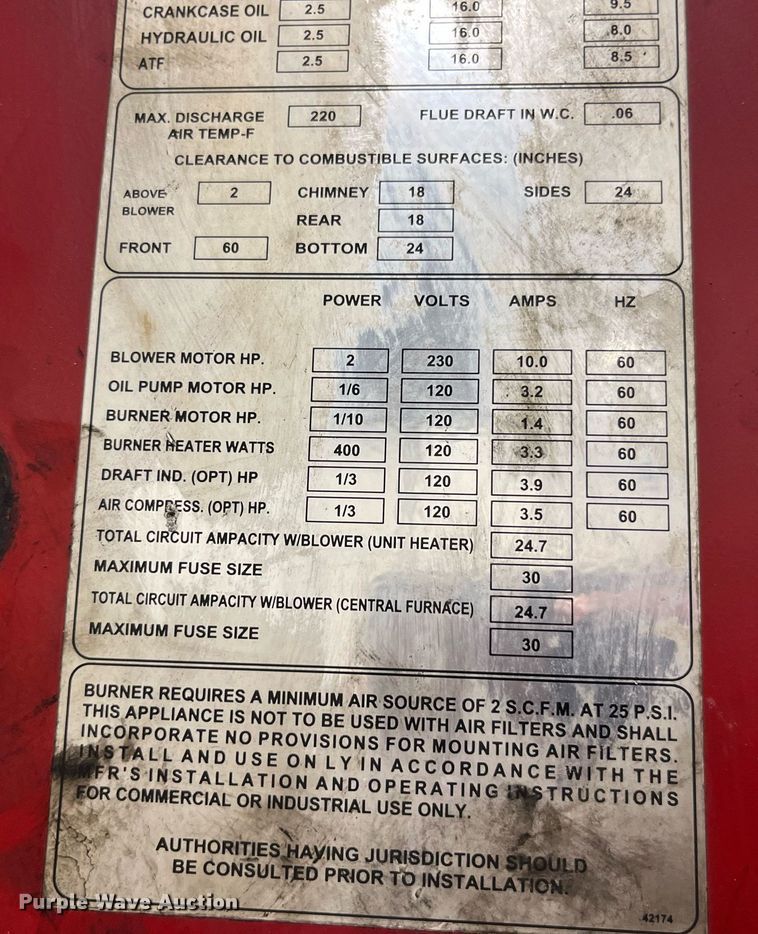 CRANKCASE OIL 2.5 16.0 9.5
HYDRAULIC OIL 2.5 16.0 8.0
ATF 2.5 16.0 8.5
MAX. DISCHARGE 220 FLUE DRAFT IN W.C. .06
AIR TEMP-F
CLEARANCE TO COMBUSTIBLE SURFACES: (INCHES)
ABOVE 2 CHIMNEY 18 SIDES 24
BLOWER
REAR 18
FRONT 60 BOTTOM 24
POWER VOLTS AMPS HZ
BLOWER MOTOR HP. 2 230 10.0 60
OIL PUMP MOTOR HP. 1/6 120 3.2 60
BURNER MOTOR HP. 1/10 120 1.4 60
BURNER HEATER WATTS 400 120 3.3 60
DRAFT IND. (OPT) HP 1/3 120 3.9 60
AIR COMPRESS. (OPT) HP. 1/3 120 3.5 60
TOTAL CIRCUIT AMPACITY W/BLOWER (UNIT HEATER) 24.7
MAXIMUM FUSE SIZE 30
TOTAL CIRCUIT AMPACITY W/BLOWER (CENTRAL FURNACE) 24.7
MAXIMUM FUSE SIZE 30
BURNER REQUIRES A MINIMUM AIR SOURCE OF 2 S.C.F.M. AT 25 P.S.I.
THIS APPLIANCE IS NOT TO BE USED WITH AIR FILTERS AND SHALL
INCORPORATE NO PROVISIONS FOR MOUNTING AIR FILTERS.
INSTALL AND USE ON LY IN ACCORDANCE WITH THE
MFR'S INSTALLATION AND OPERATING INSTRUCTIONS
FOR COMMERCIAL OR INDUSTRIAL USE ONLY.
AUTHORITIES HAVING JURISDICTION SHOULD
BE CONSULTED PRIOR TO INSTALLATION.
42174
Purple Wave Auction